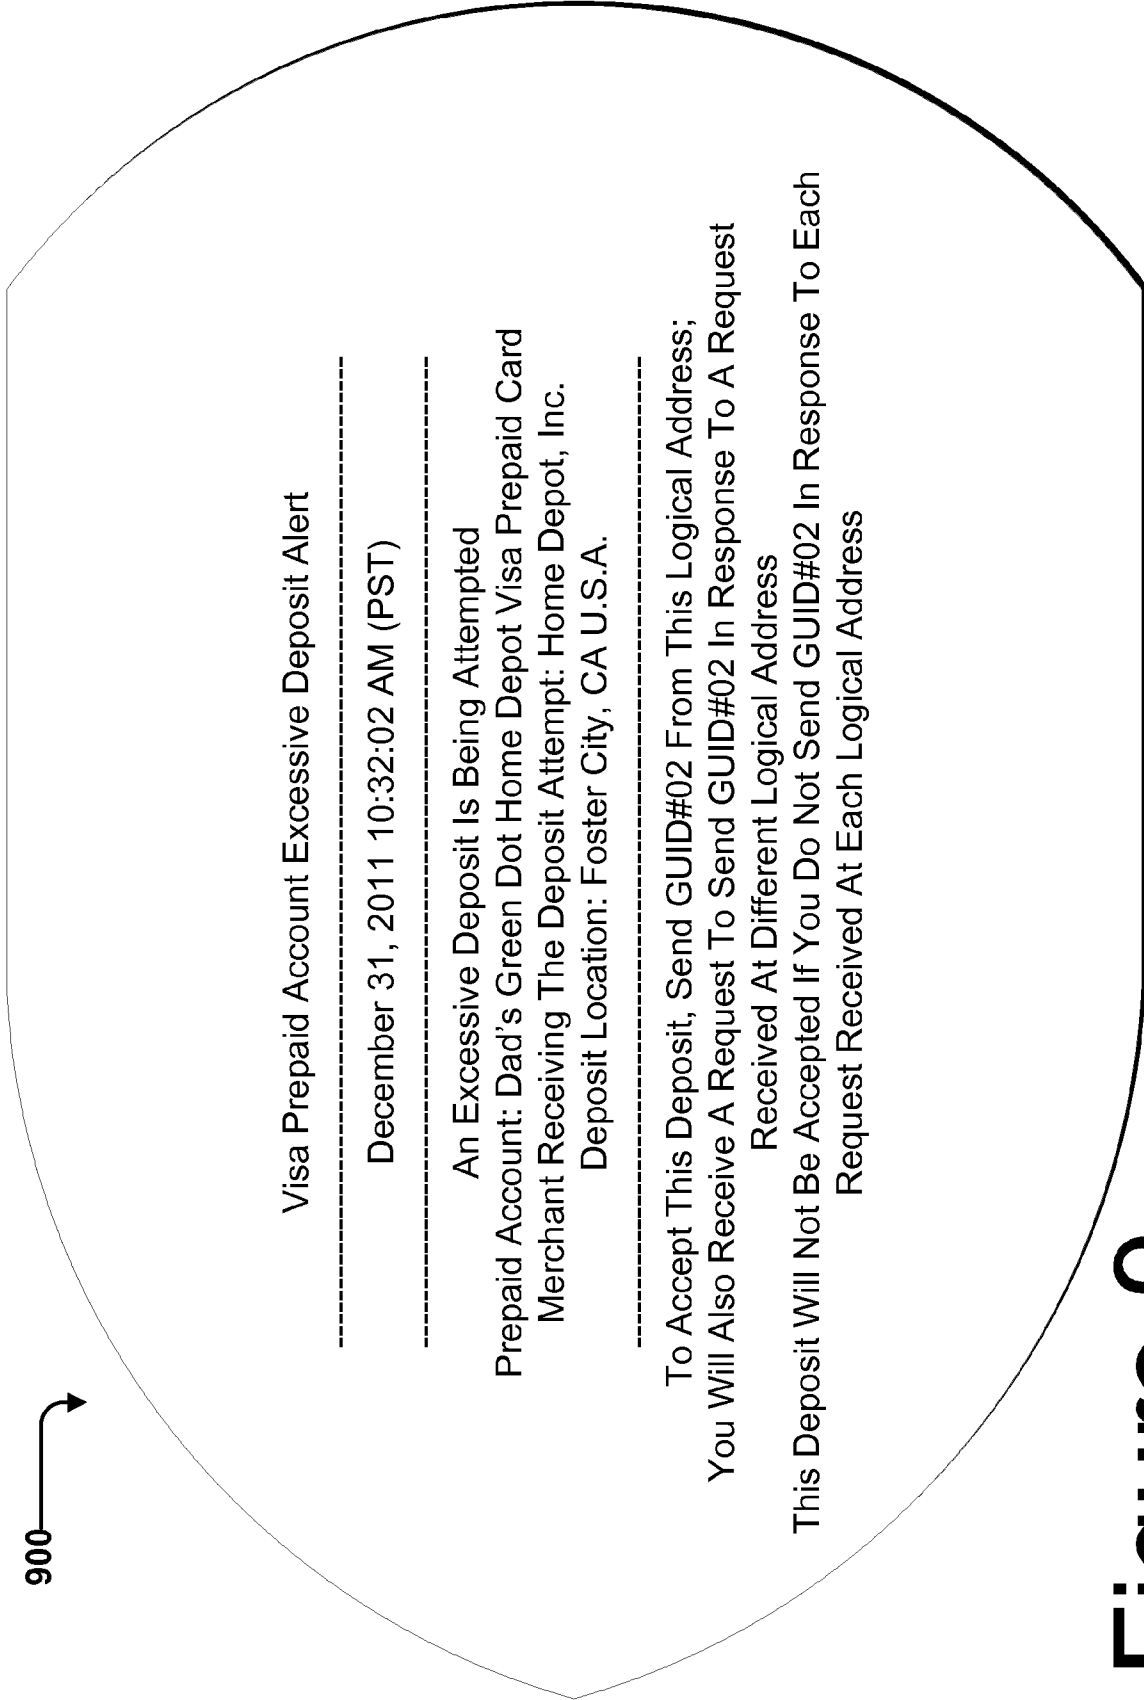 900
Visa Prepaid Account Excessive Deposit Alert
December 31, 2011 10:32:02 AM (PST)
An Excessive Deposit Is Being Attempted
Prepaid Account: Dad's Green Dot Home Depot Visa Prepaid Card
Merchant Receiving The Deposit Attempt: Home Depot, Inc.
Deposit Location: Foster City, CA U.S.A.
To Accept This Deposit, Send GUID#02 From This Logical Address;
You Will Also Receive A Request To Send GUID#02 In Response To A Request
Received At Different Logical Address
This Deposit Will Not Be Accepted If You Do Not Send GUID#02 In Response To Each
Request Received At Each Logical Address
Figure